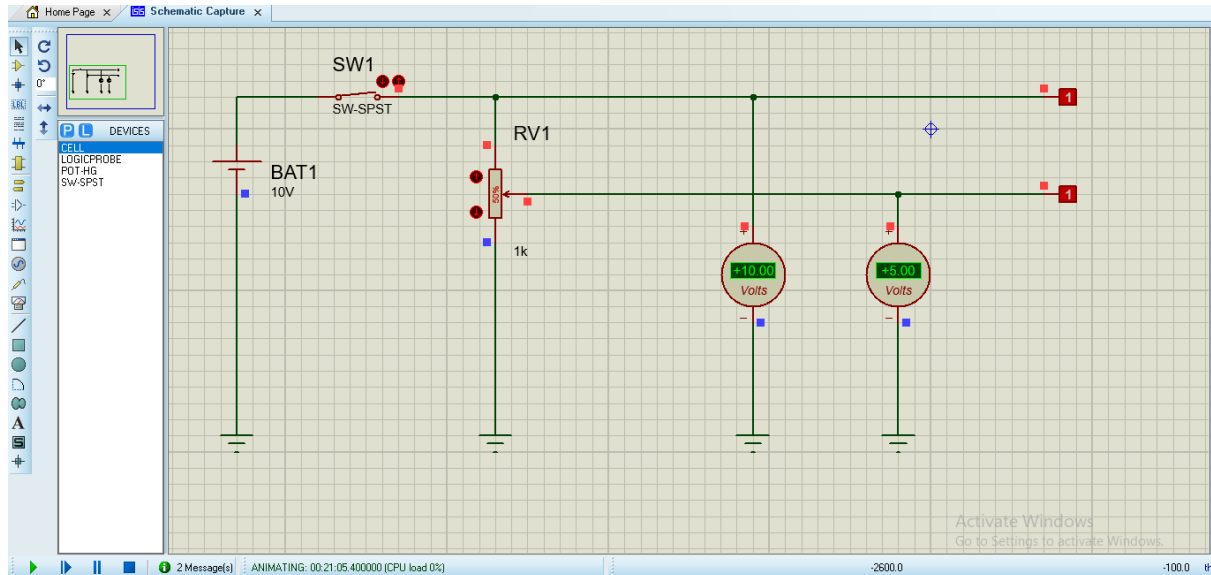 Home Page
Schematic Capture
0°
LBL
P L DEVICES
CELL
LOGICPROBE
POT-HG
SW-SPST
A
S
SW1
SW-SPST
1
RV1
BAT1
10V
50%
1
1k
+
+
+10.00
Volts
+5.00
Volts
−
−
Activate Windows
Go to Settings to activate Windows.
2 Message(s)
ANIMATING: 00:21:05.400000 (CPU load 0%)
-2600.0
-100.0
th